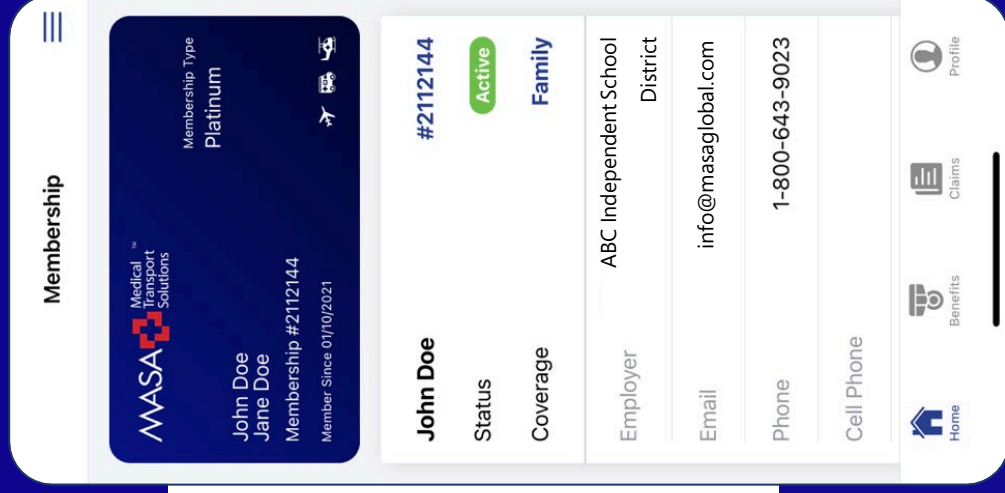 Membership
MASA
Medical
Transport
Solutions
™
Membership Type
Platinum
John Doe
Jane Doe
Membership #2112144
Member Since 01/10/2021
John Doe #2112144
Status Active
Coverage Family
Employer ABC Independent School
District
Email info@masaglobal.com
Phone 1-800-643-9023
Cell Phone
Home Benefits Claims Profile